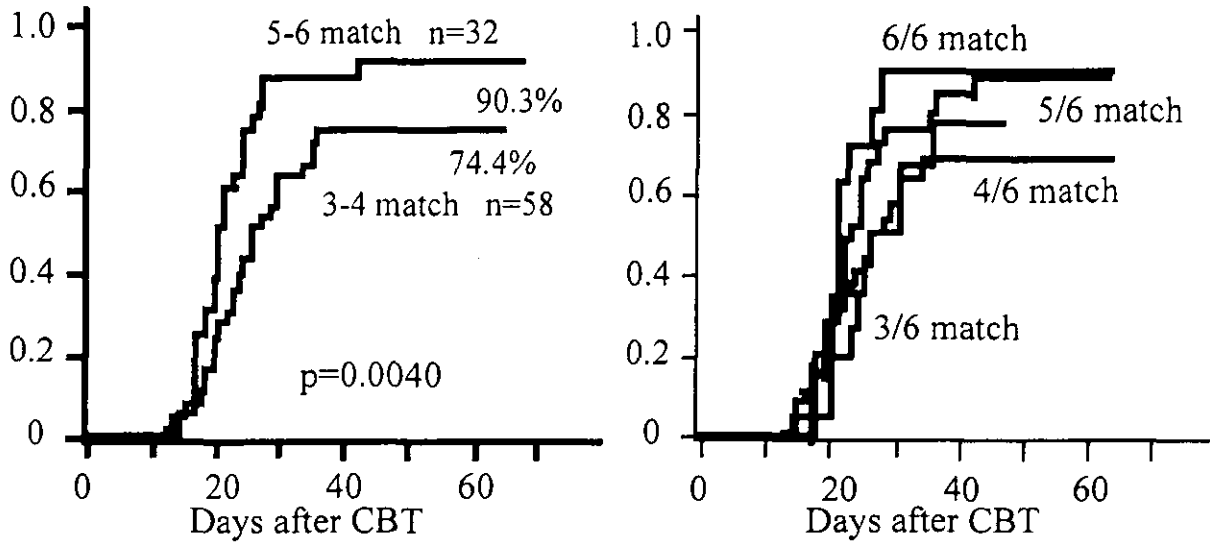 1.0
0.8
0.6
0.4
0.2
0
5-6 match n=32
90.3%
74.4%
3-4 match n=58
p=0.0040
0 20 40 60
Days after CBT
1.0
0.8
0.6
0.4
0.2
0
6/6 match
5/6 match
4/6 match
3/6 match
0 20 40 60
Days after CBT